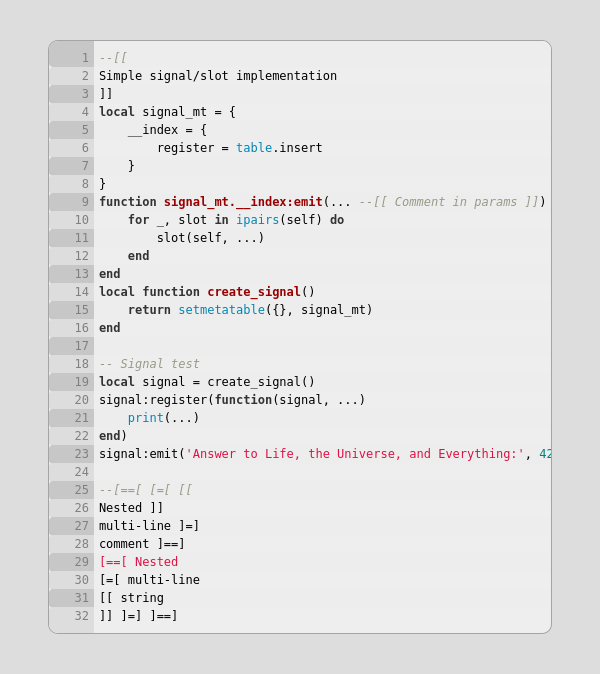 1 --[[
2 Simple signal/slot implementation
3 ]]
4 local signal_mt = {
5     __index = {
6         register = table.insert
7     }
8 }
9 function signal_mt.__index:emit(... --[[ Comment in params ]])
10     for _, slot in ipairs(self) do
11         slot(self, ...)
12     end
13 end
14 local function create_signal()
15     return setmetatable({}, signal_mt)
16 end
17
18 -- Signal test
19 local signal = create_signal()
20 signal:register(function(signal, ...)
21     print(...)
22 end)
23 signal:emit('Answer to Life, the Universe, and Everything:', 42
24
25 --[==[ [=[ [[
26 Nested ]]
27 multi-line ]=]
28 comment ]==]
29 [==[ Nested
30 [=[ multi-line
31 [[ string
32 ]] ]=] ]==]